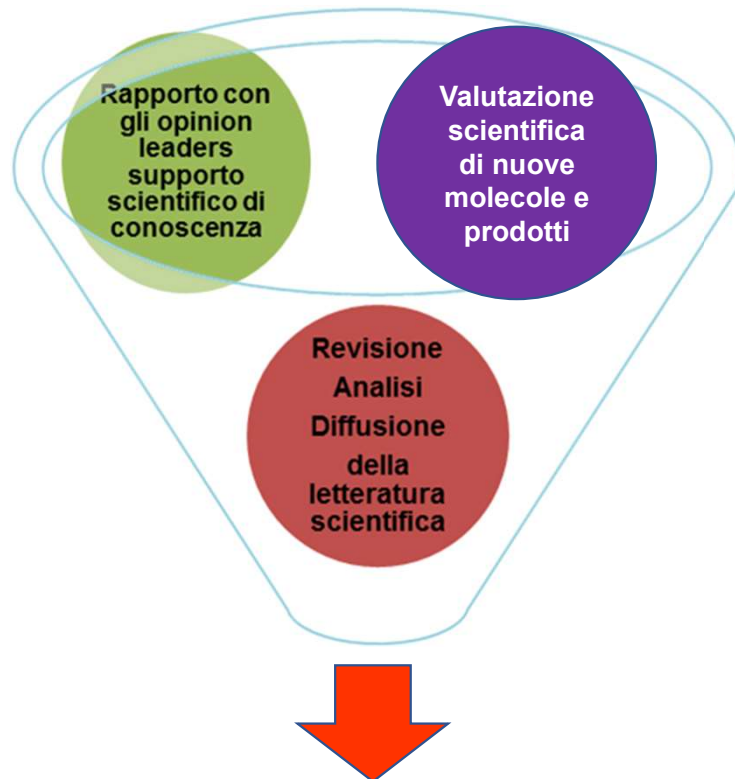 Rapporto con
gli opinion
leaders
supporto
scientifico di
conoscenza
Valutazione
scientifica
di nuove
molecole e
prodotti
Revisione
Analisi
Diffusione
della
letteratura
scientifica